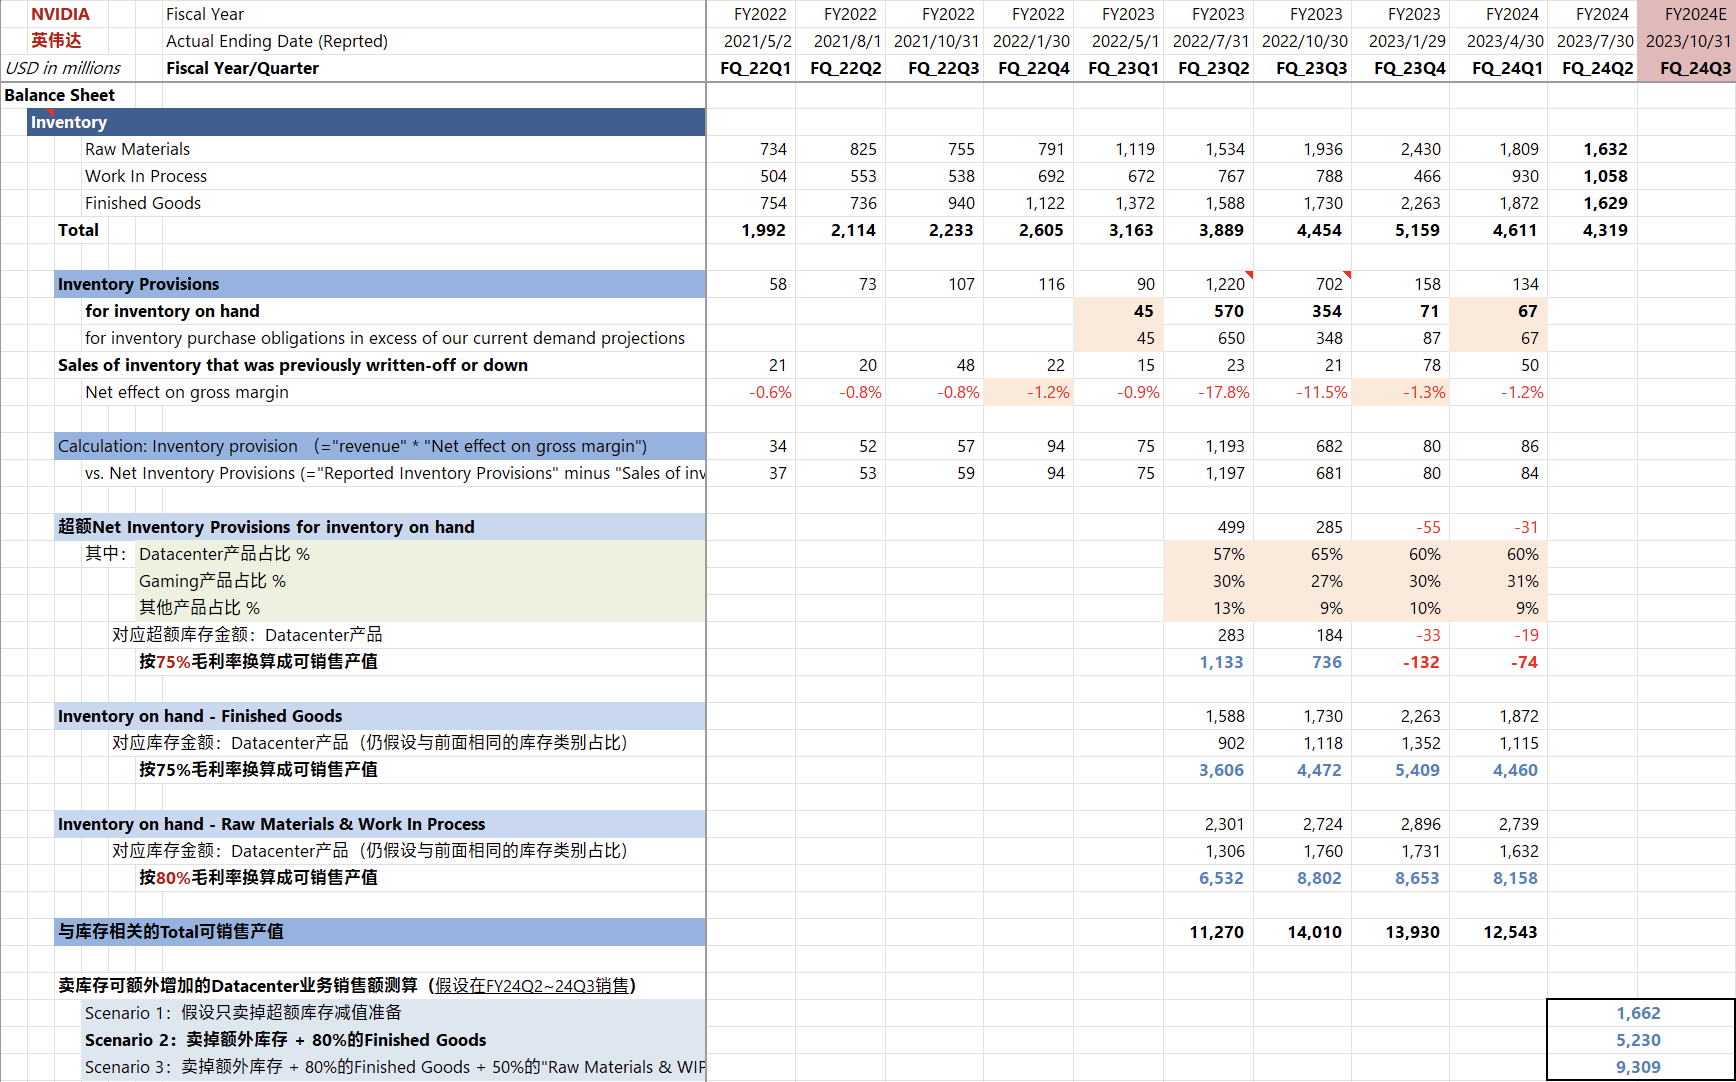 NVIDIA Fiscal Year FY2022 FY2022 FY2022 FY2022 FY2023 FY2023 FY2023 FY2023 FY2024 FY2024 FY2024E
英伟达 Actual Ending Date (Reprted) 2021/5/2 2021/8/1 2021/10/31 2022/1/30 2022/5/1 2022/7/31 2022/10/30 2023/1/29 2023/4/30 2023/7/30 2023/10/31
USD in millions Fiscal Year/Quarter FQ_22Q1 FQ_22Q2 FQ_22Q3 FQ_22Q4 FQ_23Q1 FQ_23Q2 FQ_23Q3 FQ_23Q4 FQ_24Q1 FQ_24Q2 FQ_24Q3
Balance Sheet
Inventory
Raw Materials 734 825 755 791 1,119 1,534 1,936 2,430 1,809 1,632
Work In Process 504 553 538 692 672 767 788 466 930 1,058
Finished Goods 754 736 940 1,122 1,372 1,588 1,730 2,263 1,872 1,629
Total 1,992 2,114 2,233 2,605 3,163 3,889 4,454 5,159 4,611 4,319
Inventory Provisions 58 73 107 116 90 1,220 702 158 134
for inventory on hand 45 570 354 71 67
for inventory purchase obligations in excess of our current demand projections 45 650 348 87 67
Sales of inventory that was previously written-off or down 21 20 48 22 15 23 21 78 50
Net effect on gross margin -0.6% -0.8% -0.8% -1.2% -0.9% -17.8% -11.5% -1.3% -1.2%
Calculation: Inventory provision （="revenue" * "Net effect on gross margin") 34 52 57 94 75 1,193 682 80 86
vs. Net Inventory Provisions (="Reported Inventory Provisions" minus "Sales of inv 37 53 59 94 75 1,197 681 80 84
超额Net Inventory Provisions for inventory on hand 499 285 -55 -31
其中： Datacenter产品占比 % 57% 65% 60% 60%
Gaming产品占比 % 30% 27% 30% 31%
其他产品占比 % 13% 9% 10% 9%
对应超额库存金额：Datacenter产品 283 184 -33 -19
按75%毛利率换算成可销售产值 1,133 736 -132 -74
Inventory on hand - Finished Goods 1,588 1,730 2,263 1,872
对应库存金额：Datacenter产品（仍假设与前面相同的库存类别占比） 902 1,118 1,352 1,115
按75%毛利率换算成可销售产值 3,606 4,472 5,409 4,460
Inventory on hand - Raw Materials & Work In Process 2,301 2,724 2,896 2,739
对应库存金额：Datacenter产品（仍假设与前面相同的库存类别占比） 1,306 1,760 1,731 1,632
按80%毛利率换算成可销售产值 6,532 8,802 8,653 8,158
与库存相关的Total可销售产值 11,270 14,010 13,930 12,543
卖库存可额外增加的Datacenter业务销售额测算（假设在FY24Q2~24Q3销售）
Scenario 1：假设只卖掉超额库存减值准备 1,662
Scenario 2：卖掉额外库存 + 80%的Finished Goods 5,230
Scenario 3：卖掉额外库存 + 80%的Finished Goods + 50%的"Raw Materials & WIP 9,309